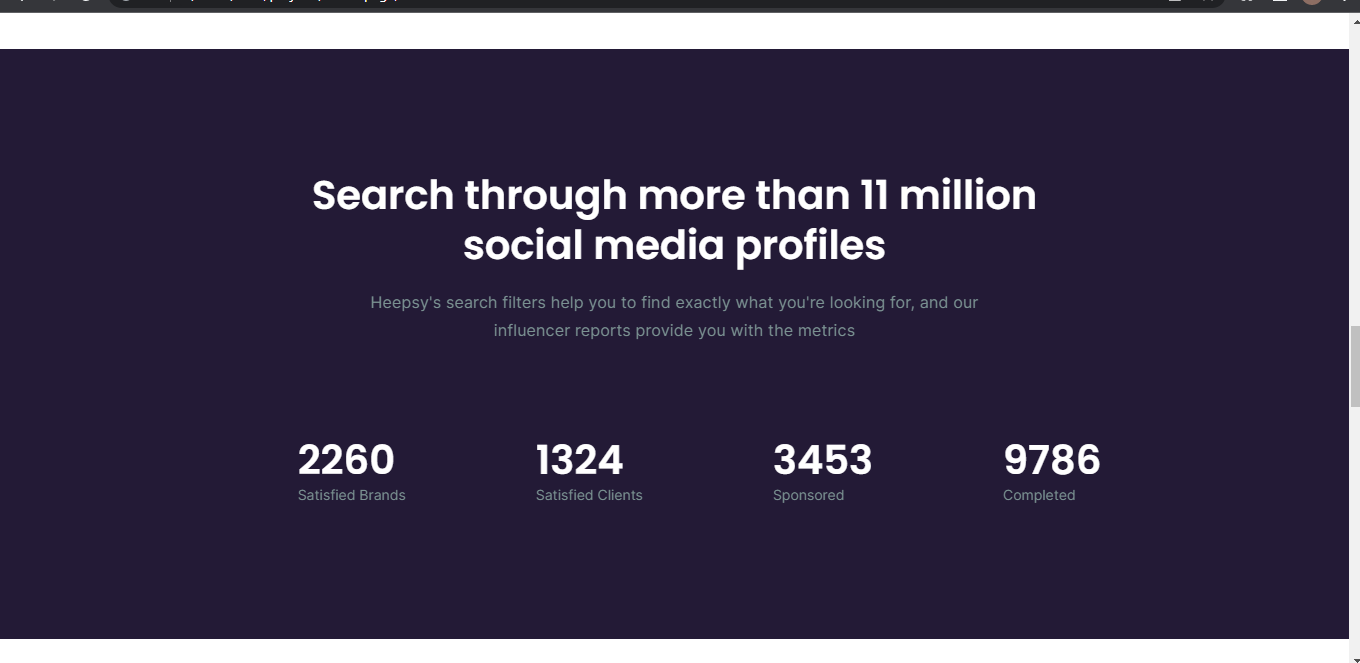 Search through more than 11 million
social media profiles
Heepsy's search filters help you to find exactly what you're looking for, and our
influencer reports provide you with the metrics
2260
Satisfied Brands
1324
Satisfied Clients
3453
Sponsored
9786
Completed